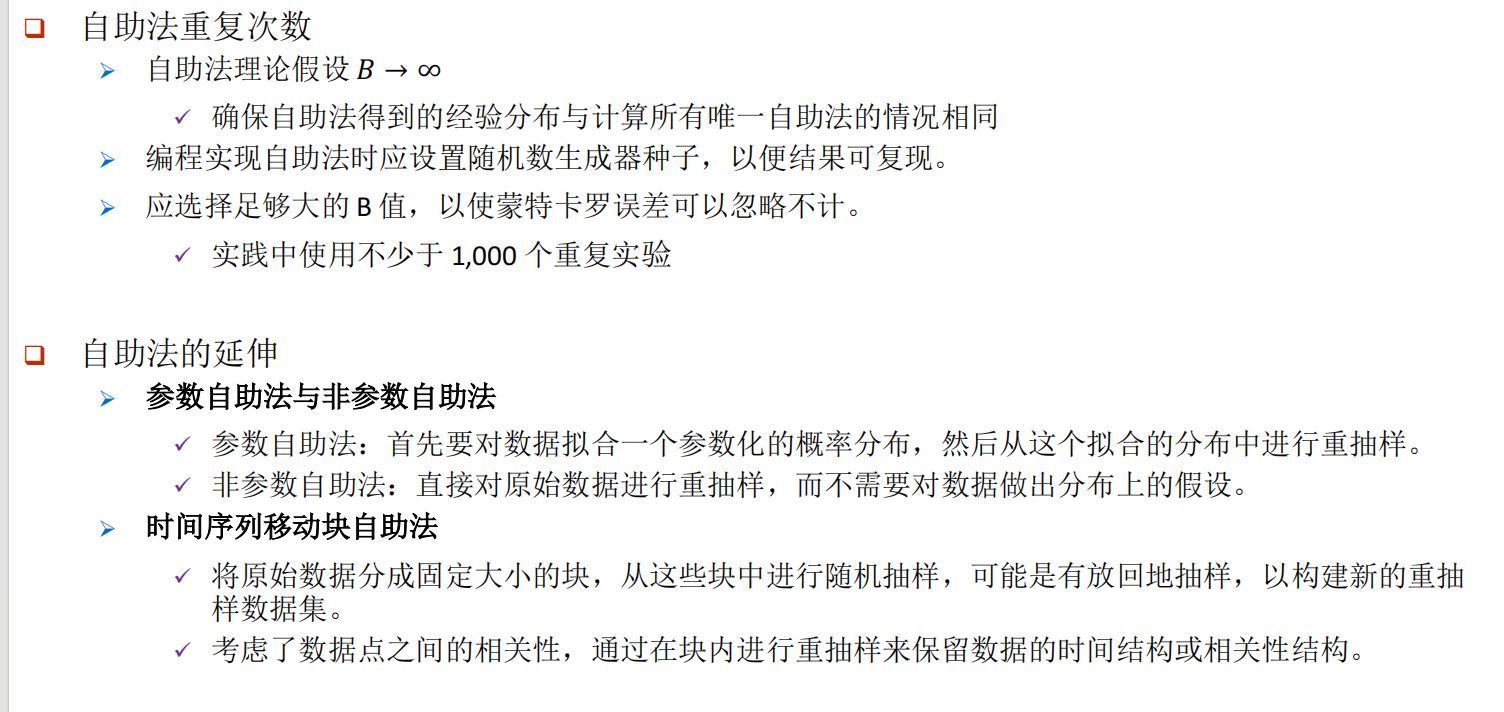 自助法重复次数
自助法理论假设 B → ∞
确保自助法得到的经验分布与计算所有唯一自助法的情况相同
编程实现自助法时应设置随机数生成器种子，以便结果可复现。
应选择足够大的 B 值，以使蒙特卡罗误差可以忽略不计。
实践中使用不少于 1,000 个重复实验
自助法的延伸
参数自助法与非参数自助法
参数自助法：首先要对数据拟合一个参数化的概率分布，然后从这个拟合的分布中进行重抽样。
非参数自助法：直接对原始数据进行重抽样，而不需要对数据做出分布上的假设。
时间序列移动块自助法
将原始数据分成固定大小的块，从这些块中进行随机抽样，可能是有放回地抽样，以构建新的重抽
样数据集。
考虑了数据点之间的相关性，通过在块内进行重抽样来保留数据的时间结构或相关性结构。